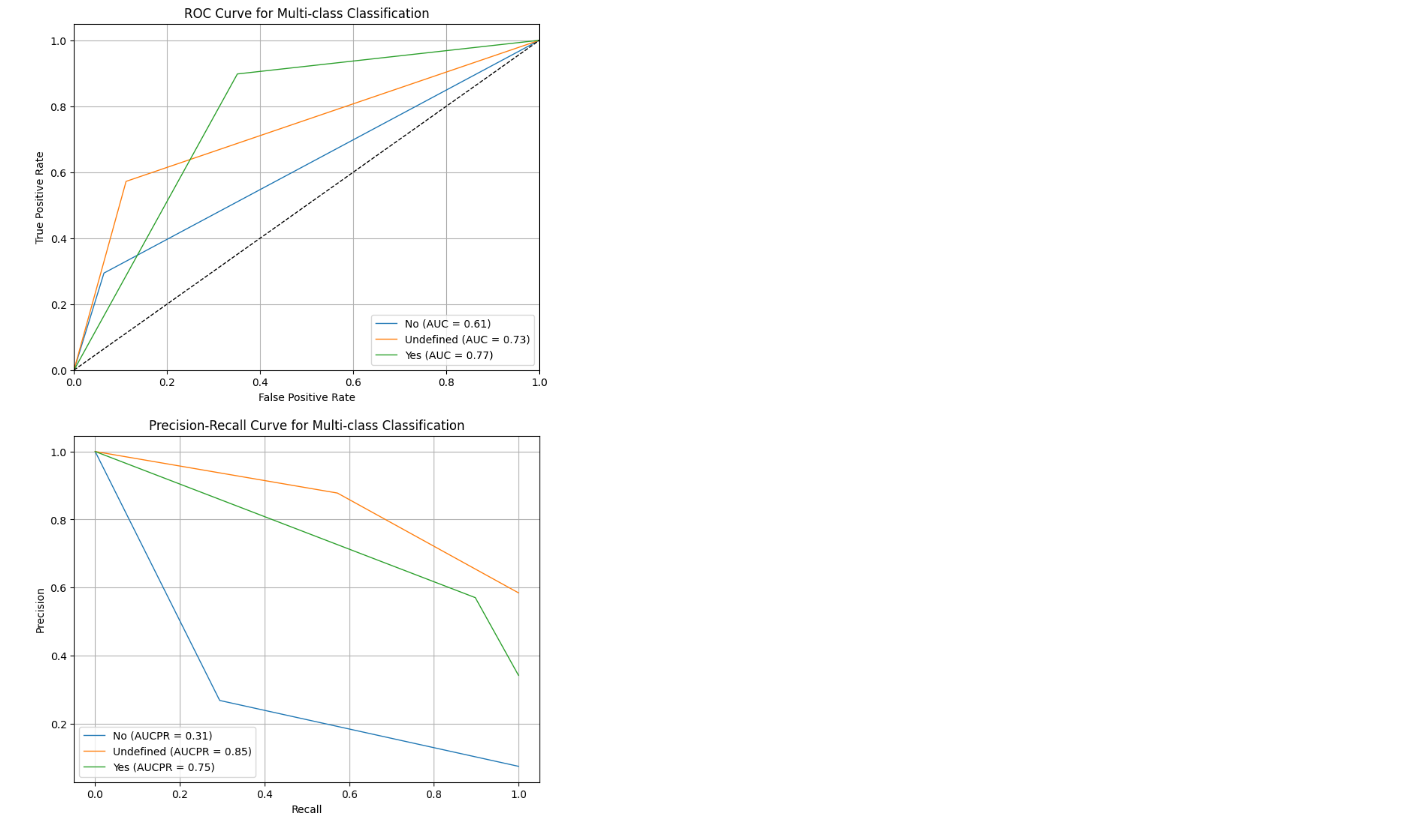 ROC Curve for Multi-class Classification
1.0
0.8
0.6
0.4
0.2
0.0
True Positive Rate
No (AUC = 0.61)
Undefined (AUC = 0.73)
Yes (AUC = 0.77)
0.0 0.2 0.4 0.6 0.8 1.0
False Positive Rate
Precision-Recall Curve for Multi-class Classification
1.0
0.8
0.6
0.4
0.2
Precision
No (AUCPR = 0.31)
Undefined (AUCPR = 0.85)
Yes (AUCPR = 0.75)
0.0 0.2 0.4 0.6 0.8 1.0
Recall